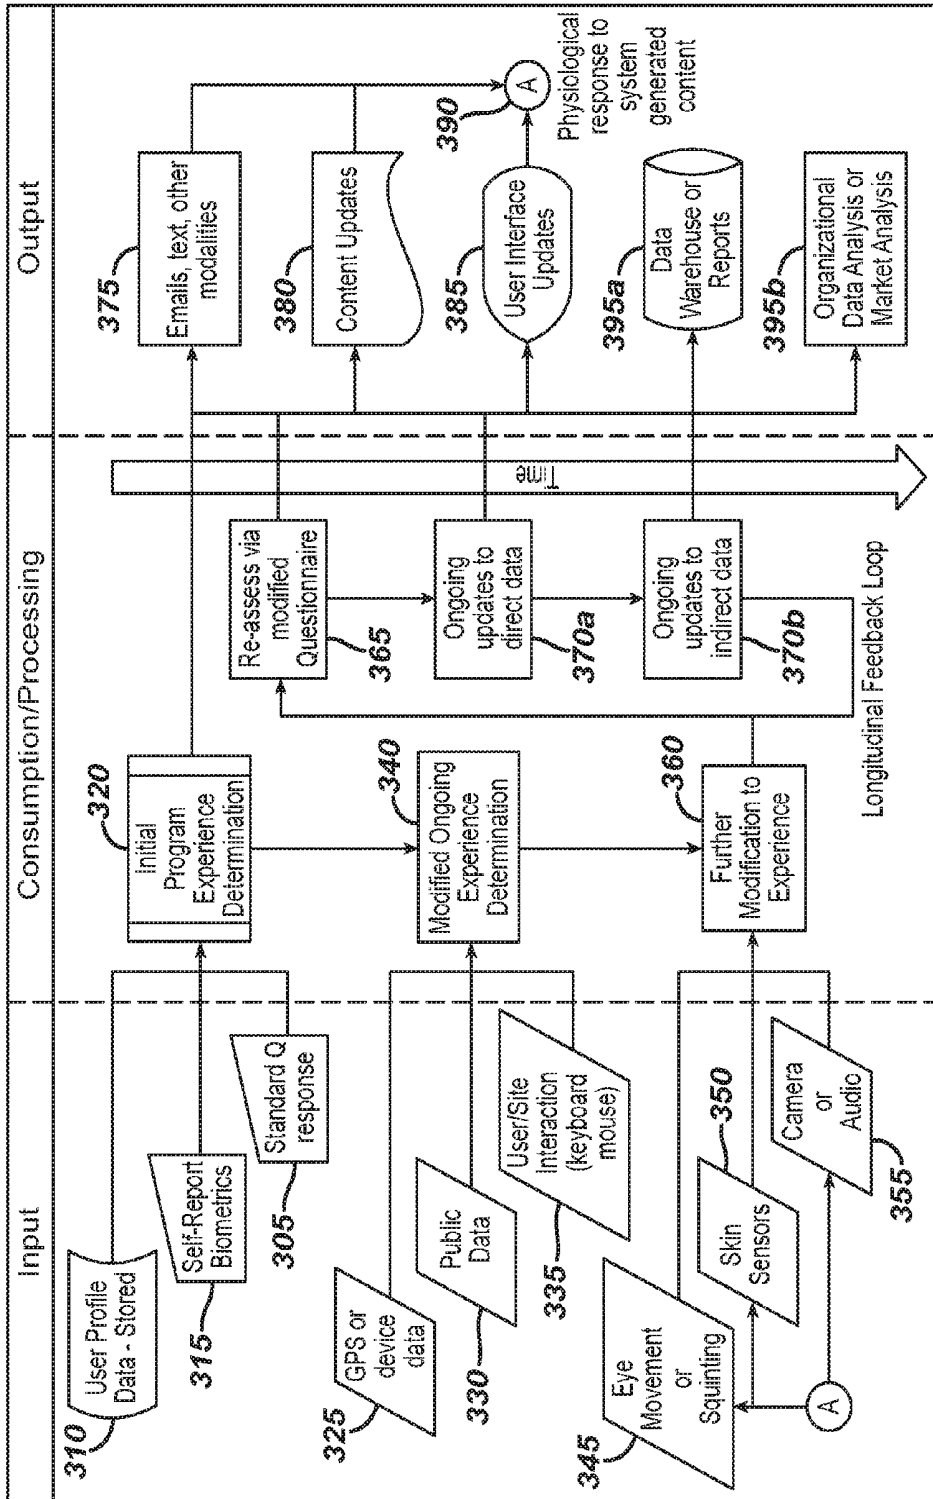 Input
Consumption/Processing
Output
310
User Profile
Data - Stored
315
Self-Report
Biometrics
305
Standard Q
response
325
GPS or
device
data
330
Public
Data
335
User/Site
Interaction
(keyboard
mouse)
345
Eye
Movement
or
Squinting
350
Skin
Sensors
355
Camera
or
Audio
A
320
Initial
Program
Experience
Determination
340
Modified Ongoing
Experience
Determination
360
Further
Modification to
Experience
Re-assess via
modified
Questionnaire
365
Ongoing
updates to
direct data
370a
Ongoing
updates to
indirect data
370b
Longitudinal Feedback Loop
Time
375
Emails, text, other
modalities
380
Content Updates
385
User Interface
Updates
390
A
Physiological
response to
system
generated
content
395a
Data
Warehouse or
Reports
395b
Organizational
Data Analysis or
Market Analysis